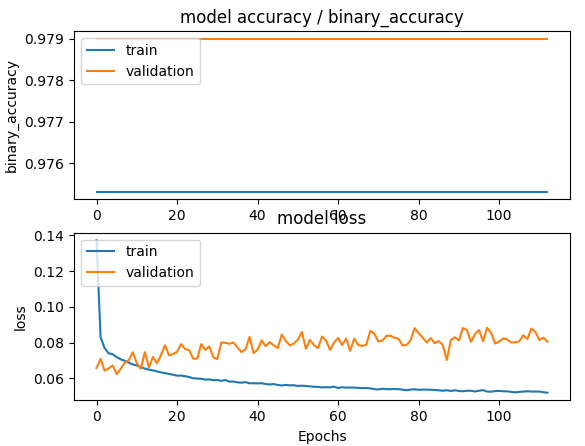 model accuracy / binary_accuracy
0.979
0.978
0.977
0.976
binary_accuracy
train
validation
0 20 40 60 80 100
model loss
0.14
0.12
0.10
0.08
0.06
loss
train
validation
0 20 40 60 80 100
Epochs